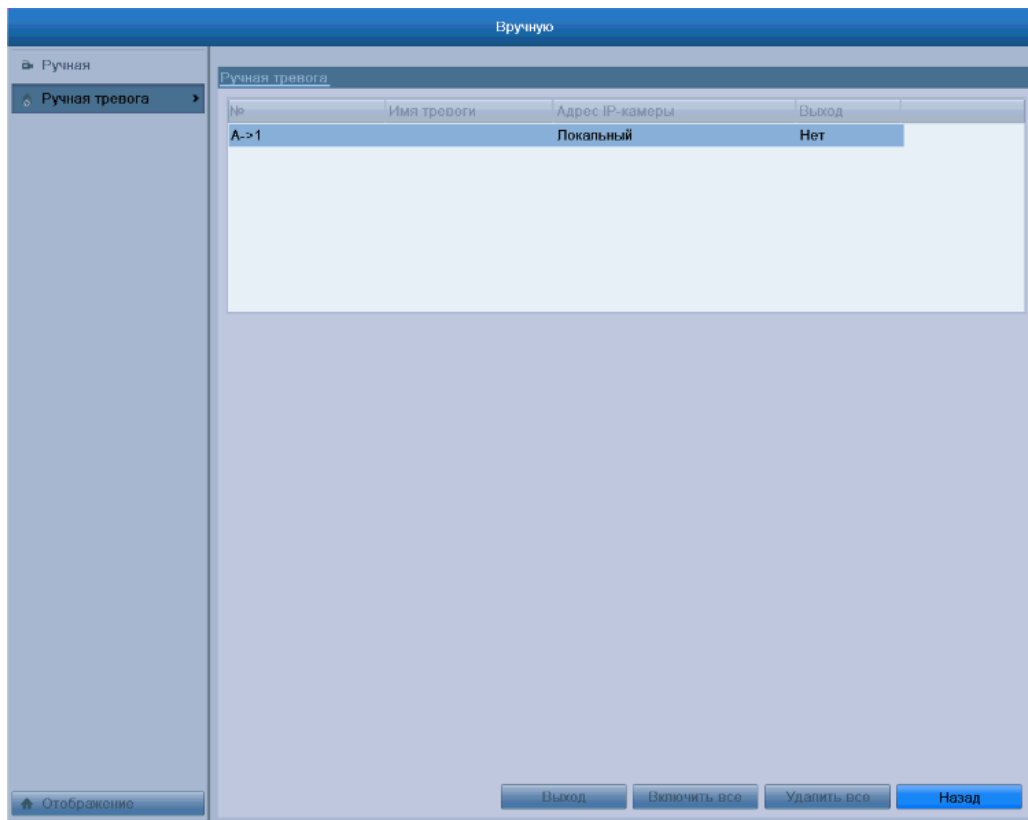 Вручную
Ручная
Ручная тревога
Ручная тревога
№ Имя тревоги Адрес IP-камеры Выход
A->1 Локальный Нет
Отображение
Выход Включить все Удалить все Назад